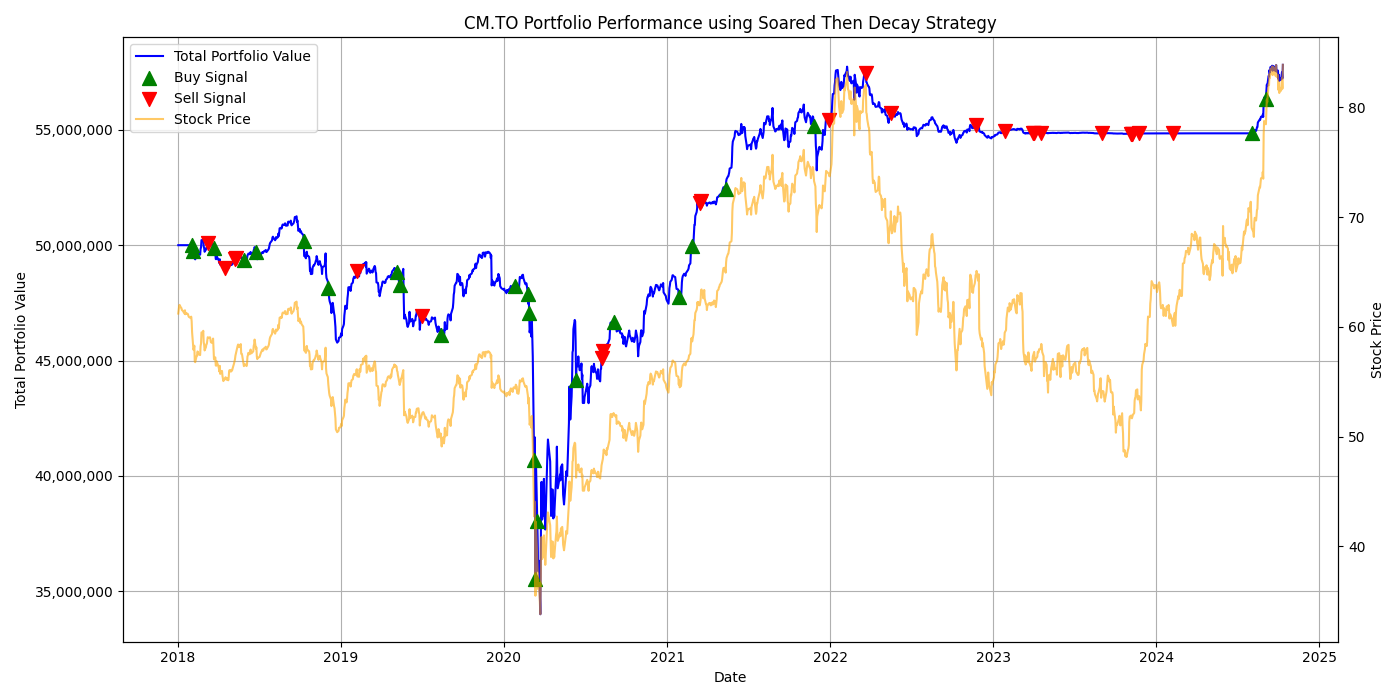 CM.TO Portfolio Performance using Soared Then Decay Strategy
Total Portfolio Value
Buy Signal
Sell Signal
Stock Price
Total Portfolio Value
55,000,000
50,000,000
45,000,000
40,000,000
35,000,000
80
70
60
50
40
Stock Price
2018 2019 2020 2021 2022 2023 2024 2025
Date